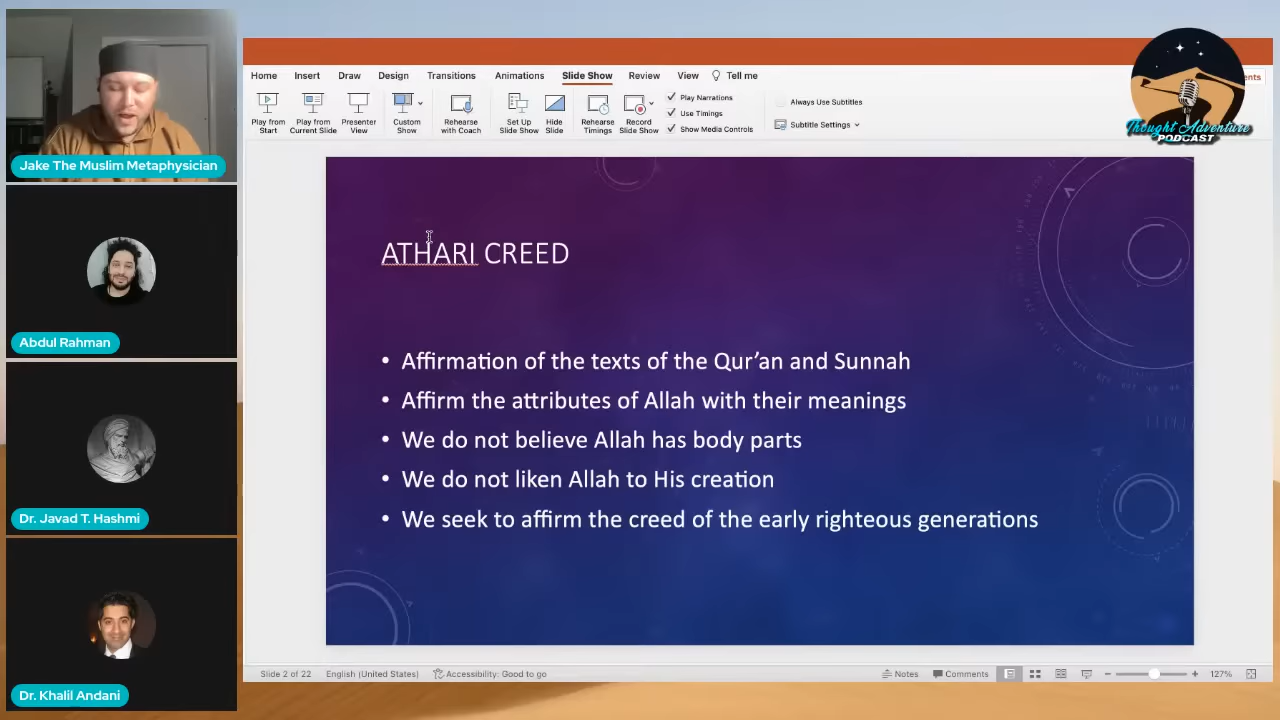 Jake The Muslim Metaphysician
Abdul Rahman
Dr. Javad T. Hashmi
Dr. Khalil Andani
Home Insert Draw Design Transitions Animations Slide Show Review View Tell me
Play from Start
Play from Current Slide
Presenter View
Custom Show
Rehearse with Coach
Set Up Slide Show
Hide Slide
Rehearse Timings
Record Slide Show
Play Narrations
Use Timings
Show Media Controls
Always Use Subtitles
Subtitle Settings
Thought Adventure
PODCAST
ATHARI CREED
• Affirmation of the texts of the Qur’an and Sunnah
• Affirm the attributes of Allah with their meanings
• We do not believe Allah has body parts
• We do not liken Allah to His creation
• We seek to affirm the creed of the early righteous generations
Slide 2 of 22 English (United States) Accessibility: Good to go Notes Comments 127%